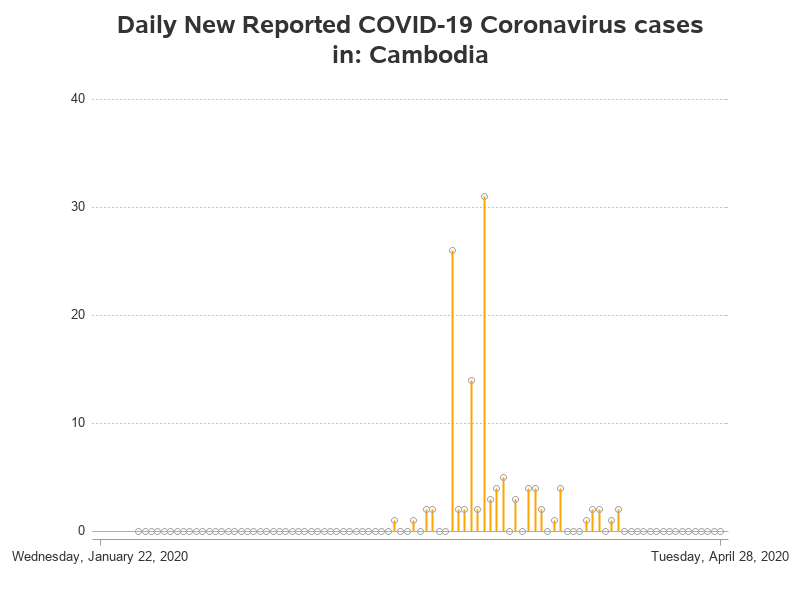 Daily New Reported COVID-19 Coronavirus cases
in: Cambodia
40
30
20
10
0
Wednesday, January 22, 2020 Tuesday, April 28, 2020